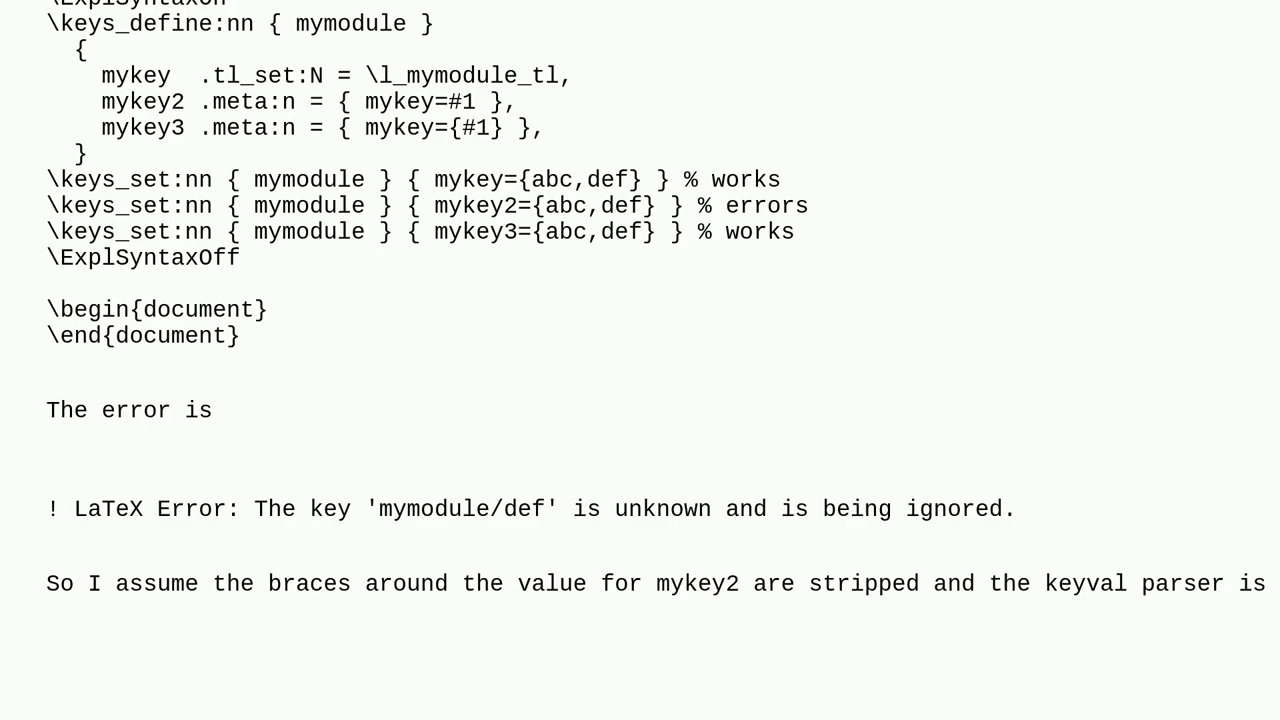 \ExplSyntaxOn
\keys_define:nn { mymodule }
  {
    mykey  .tl_set:N = \l_mymodule_tl,
    mykey2 .meta:n = { mykey=#1 },
    mykey3 .meta:n = { mykey={#1} },
  }
\keys_set:nn { mymodule } { mykey={abc,def} } % works
\keys_set:nn { mymodule } { mykey2={abc,def} } % errors
\keys_set:nn { mymodule } { mykey3={abc,def} } % works
\ExplSyntaxOff
\begin{document}
\end{document}
The error is
! LaTeX Error: The key 'mymodule/def' is unknown and is being ignored.
So I assume the braces around the value for mykey2 are stripped and the keyval parser is